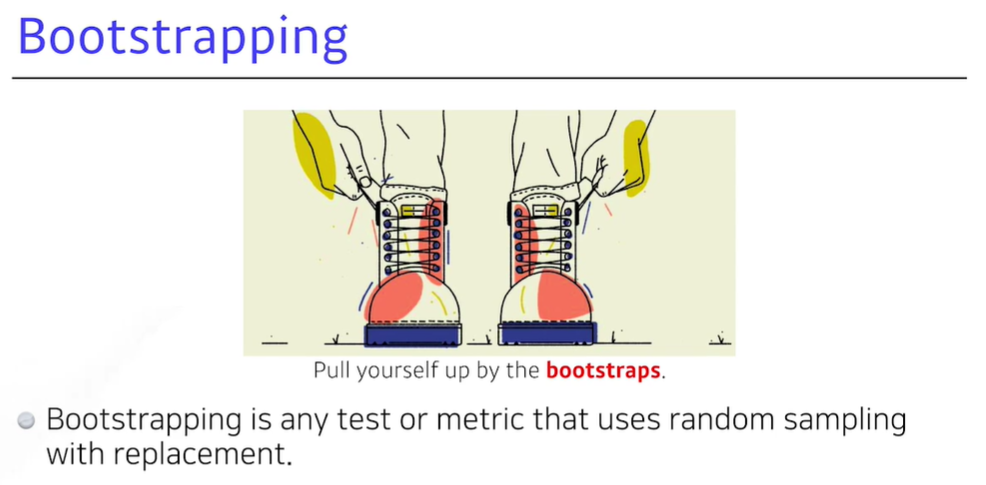 Bootstrapping
Pull yourself up by the bootstraps.
Bootstrapping is any test or metric that uses random sampling
with replacement.